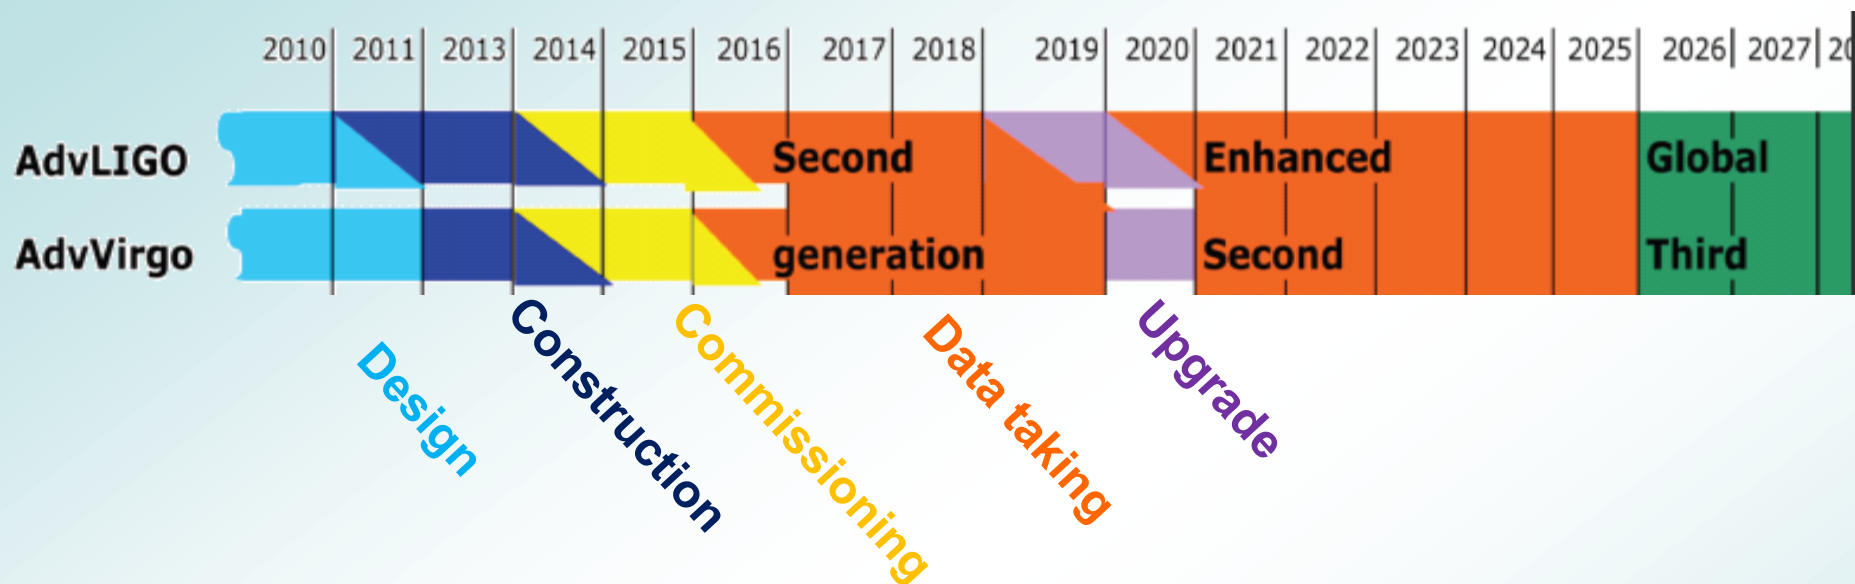 2010 2011 2013 2014 2015 2016 2017 2018 2019 2020 2021 2022 2023 2024 2025 2026 2027
AdvLIGO Second Enhanced Global
AdvVirgo generation Second Third
Design
Construction
Commissioning
Data taking
Upgrade